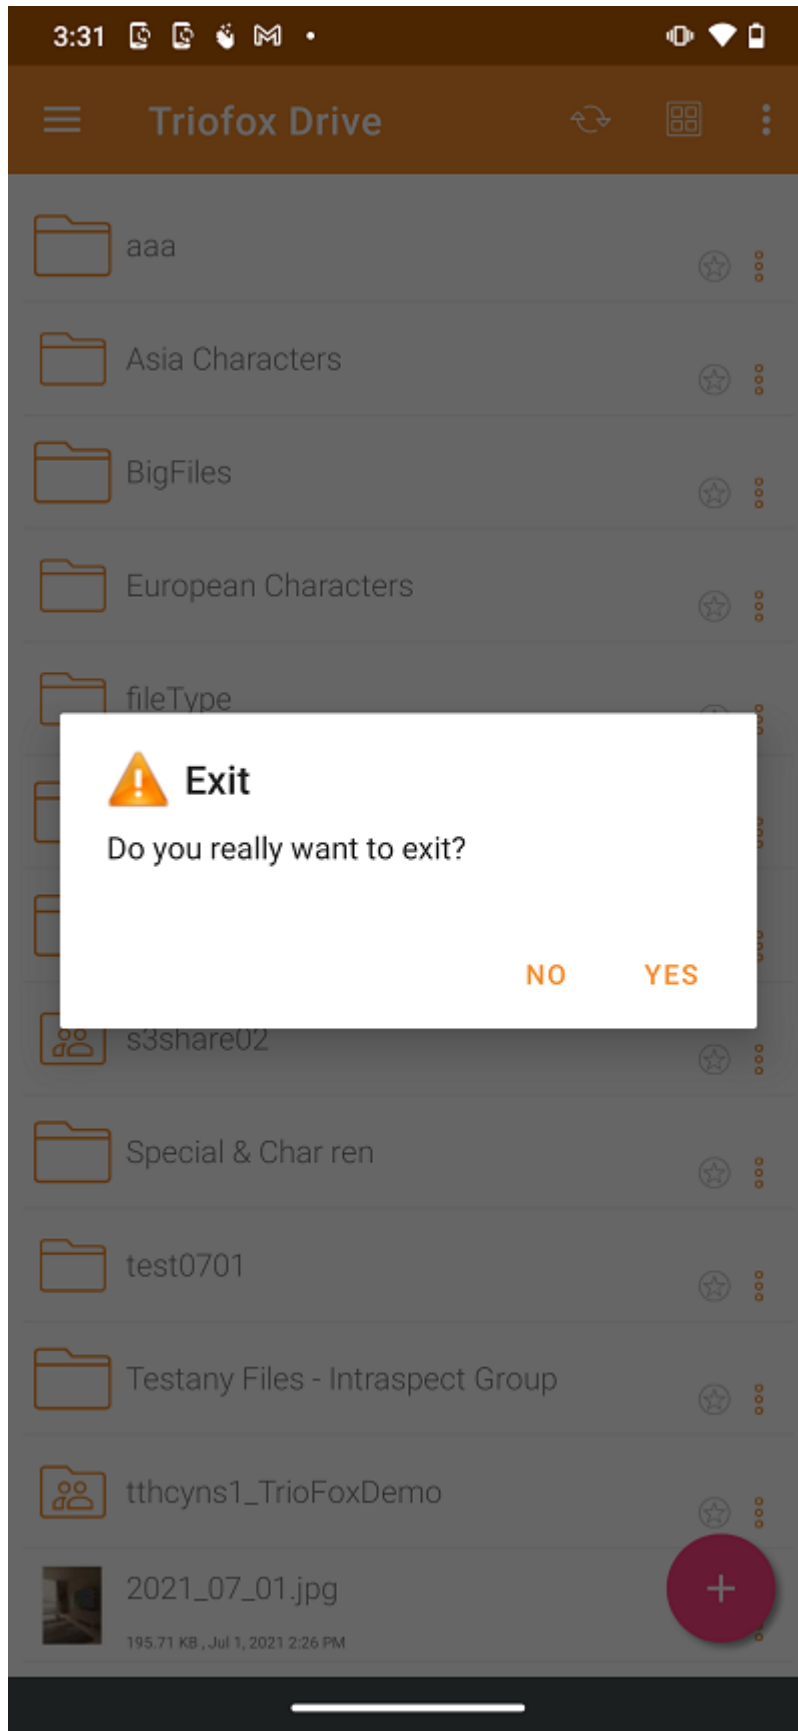 3:31
Triofox Drive
aaa
Asia Characters
BigFiles
European Characters
fileType
Exit
Do you really want to exit?
NO YES
s3share02
Special & Char ren
test0701
Testany Files - Intraspect Group
tthcyns1_TrioFoxDemo
2021_07_01.jpg
195.71 KB , Jul 1, 2021 2:26 PM